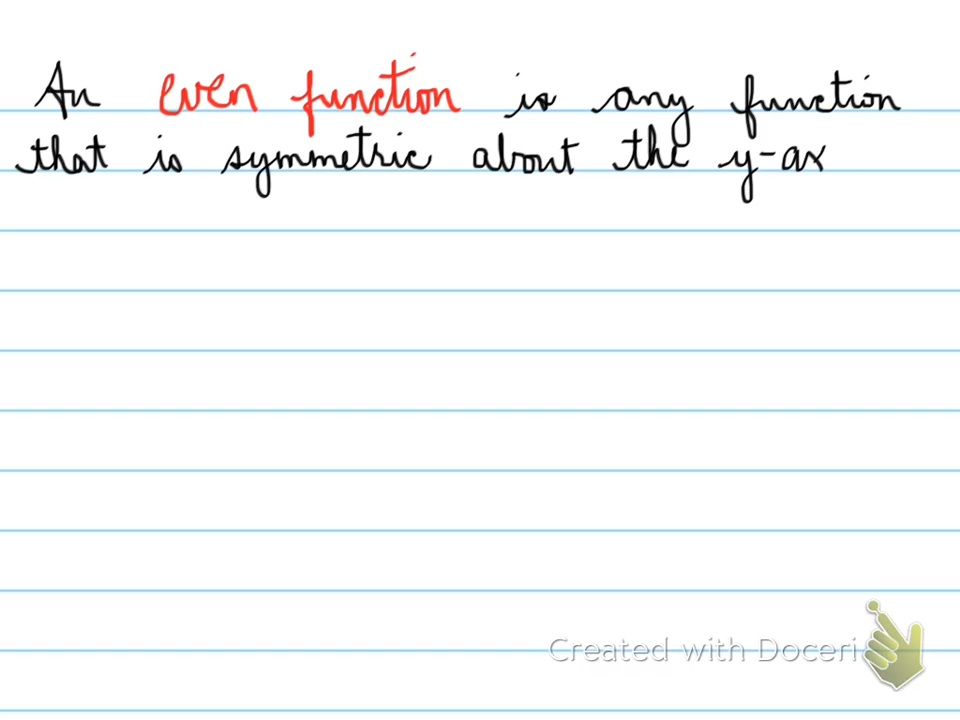 An even function is any function
that is symmetric about the y-ax
Created with Doceri